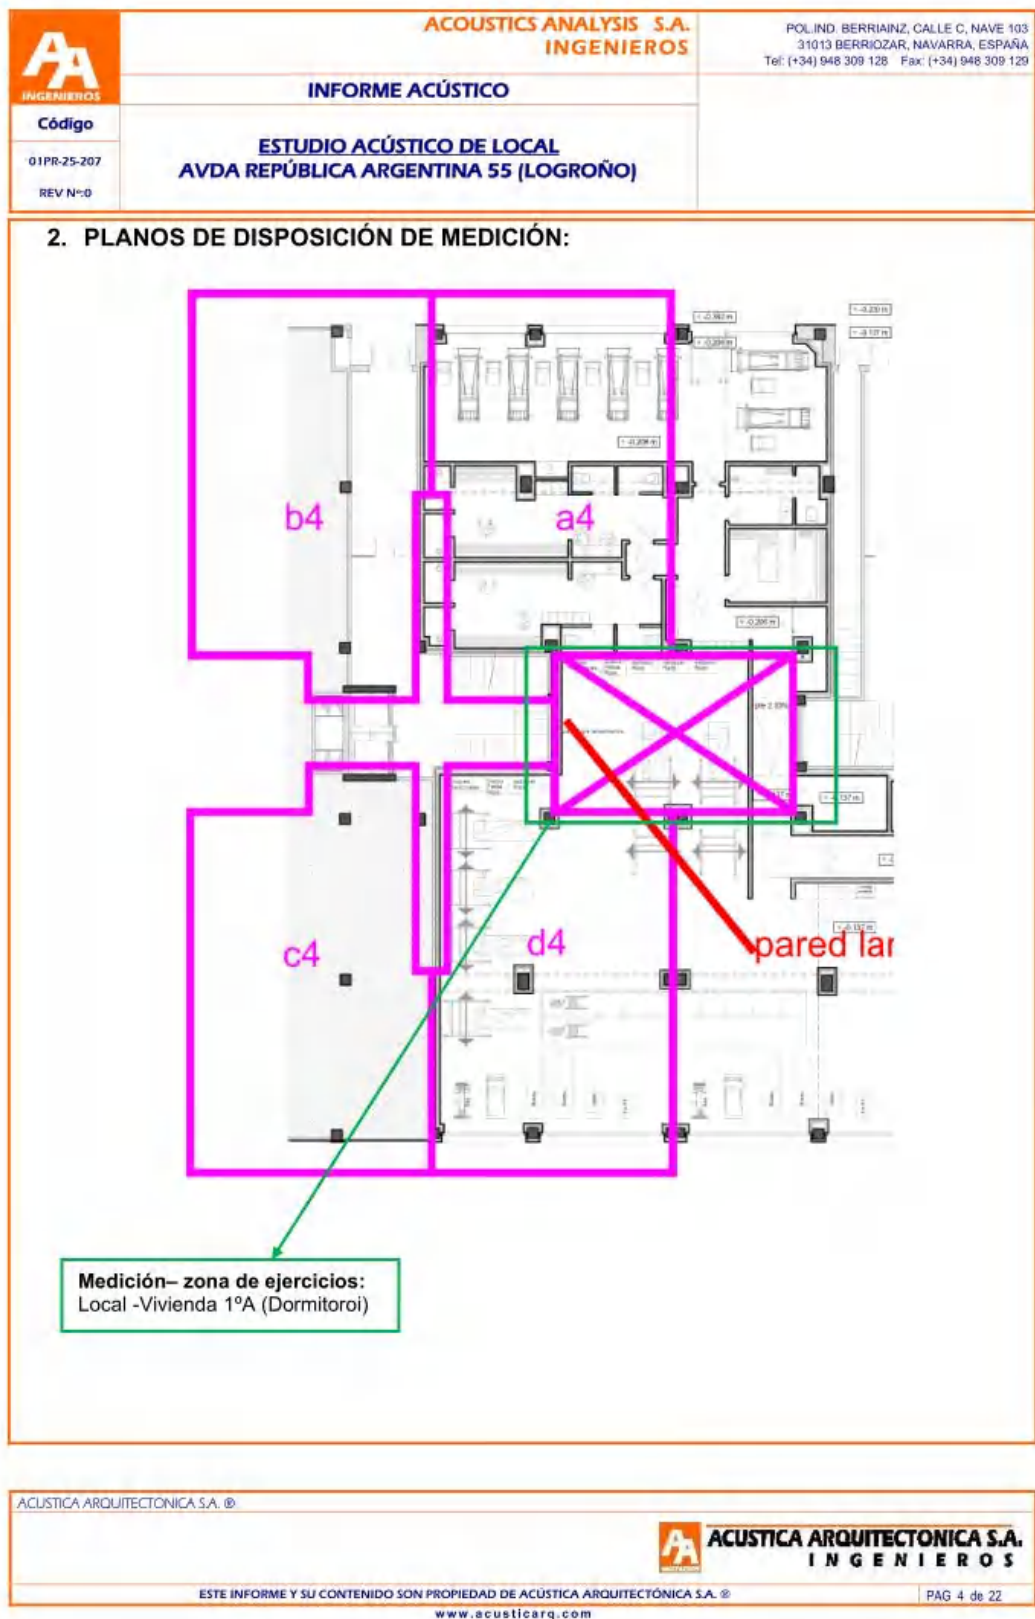 ACOUSTICS ANALYSIS S.A.
INGENIEROS
POL.IND. BERRIAINZ, CALLE C, NAVE 103
31013 BERRIOZAR, NAVARRA, ESPAÑA
Tel: (+34) 948 309 128 Fax: (+34) 948 309 129
AA
INGENIEROS
INFORME ACÚSTICO
Código
01PR-25-207
REV Nº:0
ESTUDIO ACÚSTICO DE LOCAL
AVDA REPÚBLICA ARGENTINA 55 (LOGROÑO)
2. PLANOS DE DISPOSICIÓN DE MEDICIÓN:
b4
a4
c4
d4
pared lar
Medición– zona de ejercicios:
Local -Vivienda 1ºA (Dormitoroi)
ACUSTICA ARQUITECTONICA S.A. ®
AA
ACUSTICA ARQUITECTONICA S.A.
INGENIEROS
ESTE INFORME Y SU CONTENIDO SON PROPIEDAD DE ACÚSTICA ARQUITECTÓNICA S.A. ®
PAG 4 de 22
www.acusticarq.com